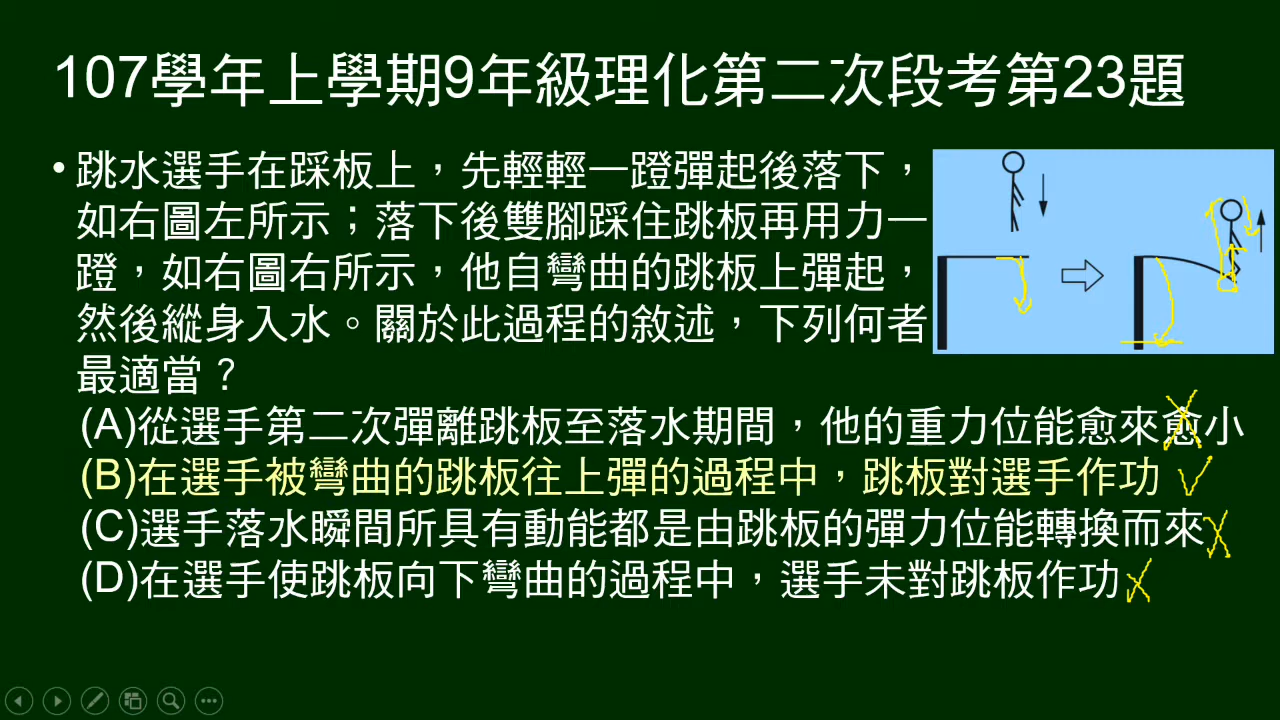 107學年上學期9年級理化第二次段考第23題
• 跳水選手在踩板上，先輕輕一蹬彈起後落下，
如右圖左所示；落下後雙腳踩住跳板再用力一
蹬，如右圖右所示，他自彎曲的跳板上彈起，
然後縱身入水。關於此過程的敘述，下列何者
最適當？
(A)從選手第二次彈離跳板至落水期間，他的重力位能愈來愈小
(B)在選手被彎曲的跳板往上彈的過程中，跳板對選手作功
(C)選手落水瞬間所具有動能都是由跳板的彈力位能轉換而來
(D)在選手使跳板向下彎曲的過程中，選手未對跳板作功